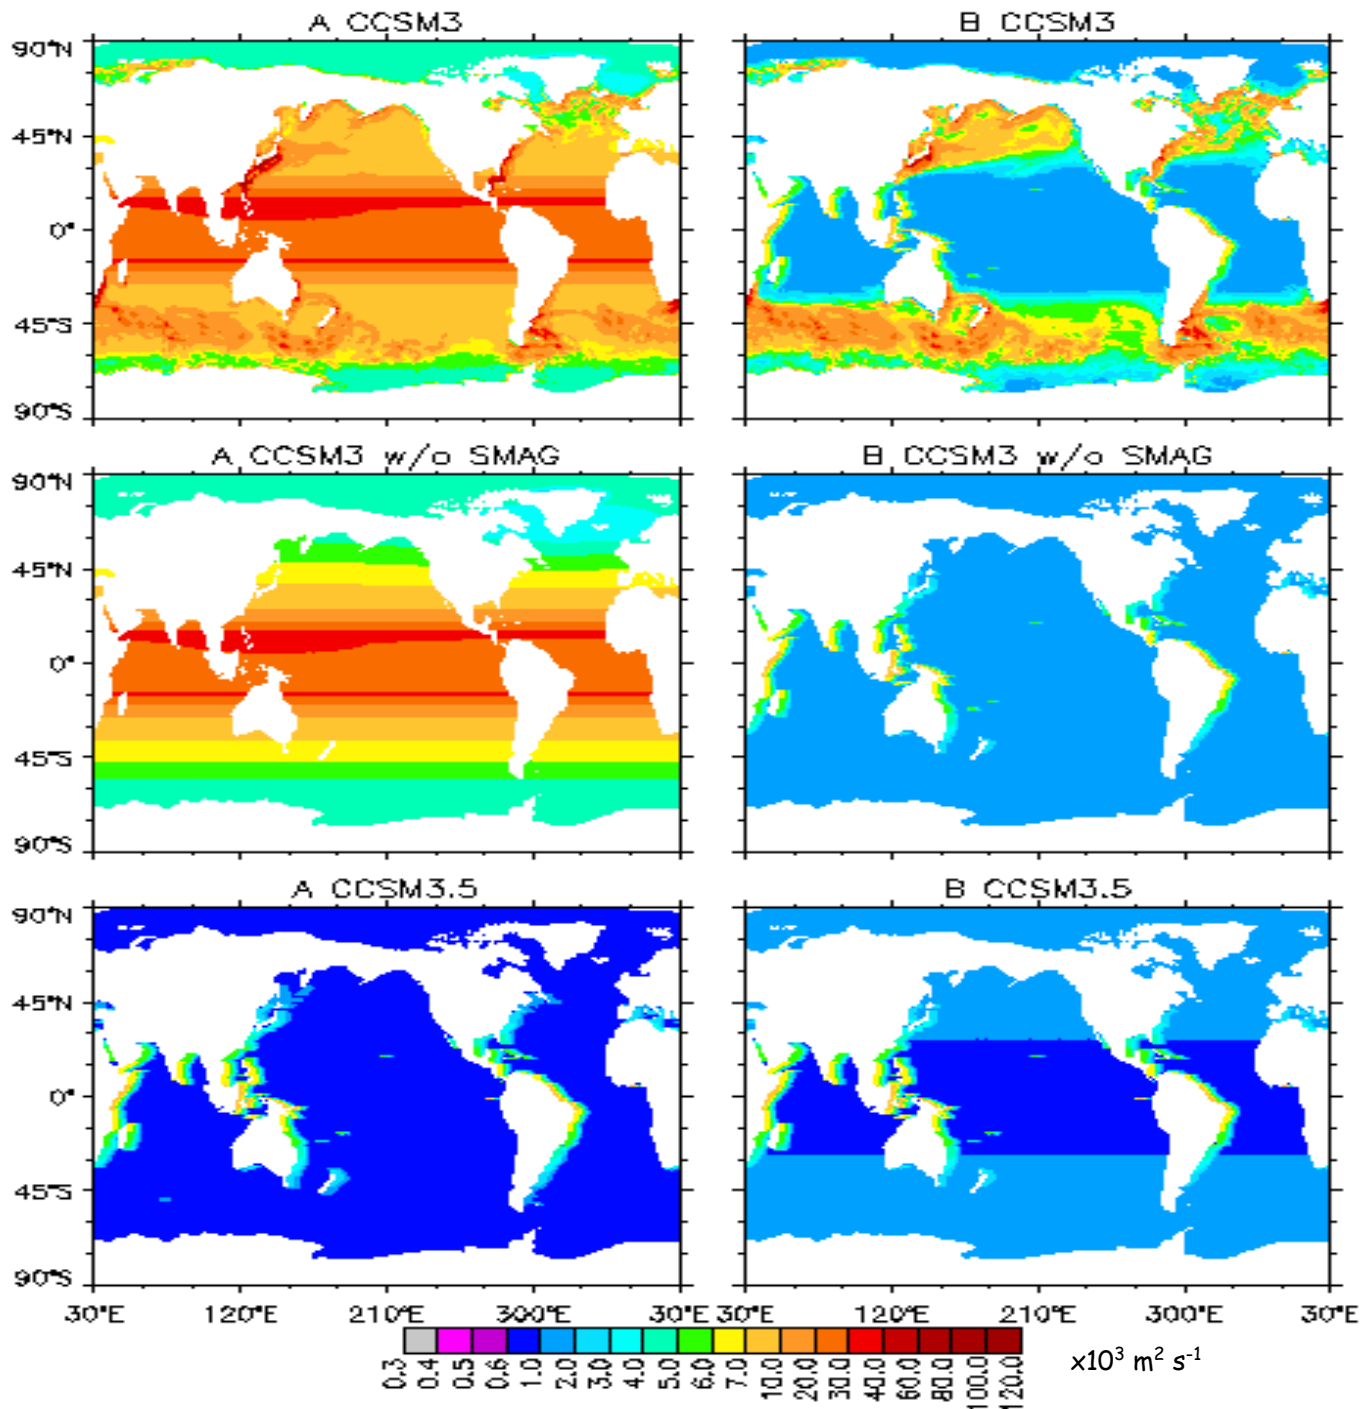 A CCSM3 B CCSM3
90°N
45°N
0°
45°S
90°S
A CCSM3 w/o SMAG B CCSM3 w/o SMAG
90°N
45°N
0°
45°S
90°S
A CCSM3.5 B CCSM3.5
90°N
45°N
0°
45°S
90°S
30°E 120°E 210°E 300°E 30°E 30°E 120°E 210°E 300°E 30°E
0.3 0.4 0.5 0.6 1.0 2.0 3.0 4.0 5.0 6.0 7.0 10.0 20.0 30.0 40.0 60.0 80.0 100.0 120.0
x10³ m² s⁻¹